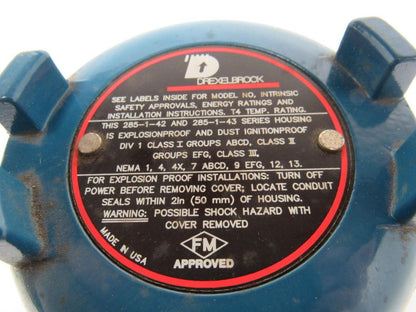 DREXELBROOK
SEE LABELS INSIDE FOR MODEL NO, INTRINSIC
SAFETY APPROVALS, ENERGY RATINGS AND
INSTALLATION INSTRUCTIONS. T4 TEMP. RATING.
THIS 285-1-42 AND 285-1-43 SERIES HOUSING
IS EXPLOSIONPROOF AND DUST IGNITIONPROOF
DIV 1 CLASS I GROUPS ABCD, CLASS II
GROUPS EFG, CLASS III,
NEMA 1, 4, 4X, 7 ABCD, 9 EFG, 12, 13.
FOR EXPLOSION PROOF INSTALLATIONS: TURN OFF
POWER BEFORE REMOVING COVER; LOCATE CONDUIT
SEALS WITHIN 2in (50 mm) OF HOUSING.
WARNING: POSSIBLE SHOCK HAZARD WITH
COVER REMOVED
MADE IN USA
FM
APPROVED